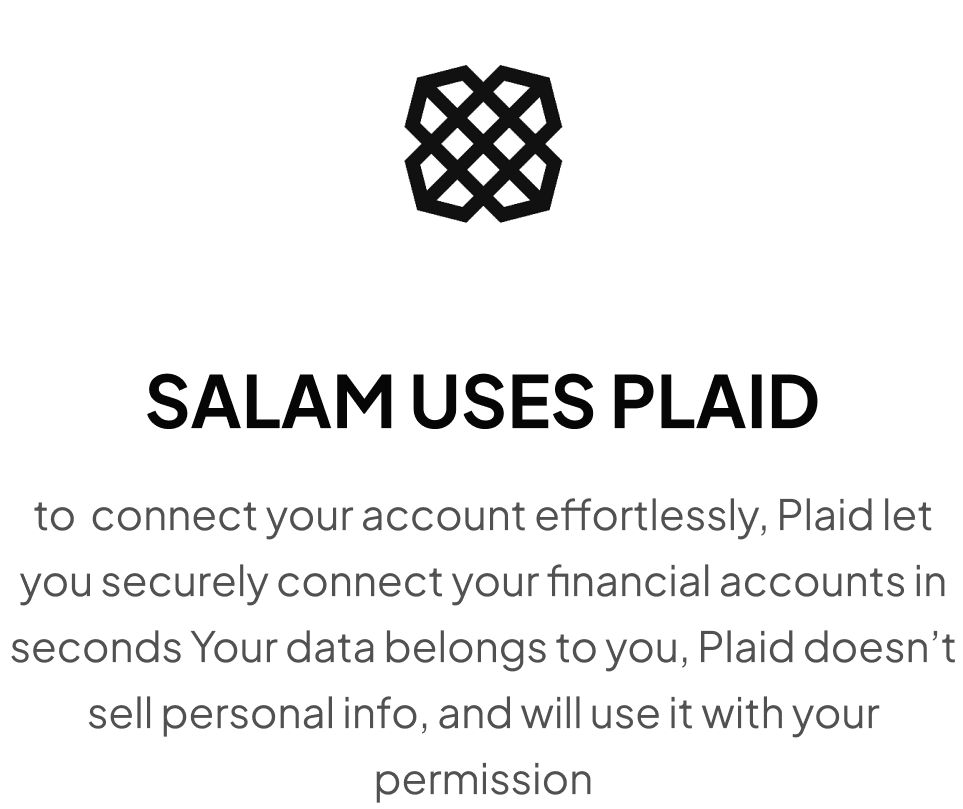 SALAM USES PLAID
to connect your account effortlessly, Plaid let
you securely connect your financial accounts in
seconds Your data belongs to you, Plaid doesn’t
sell personal info, and will use it with your
permission